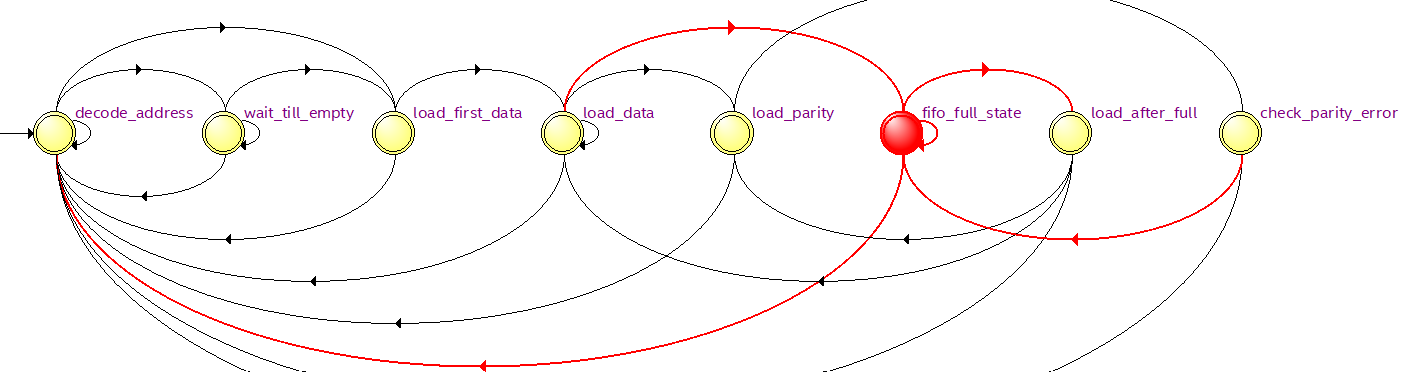 decode_address
wait_till_empty
load_first_data
load_data
load_parity
fifo_full_state
load_after_full
check_parity_error